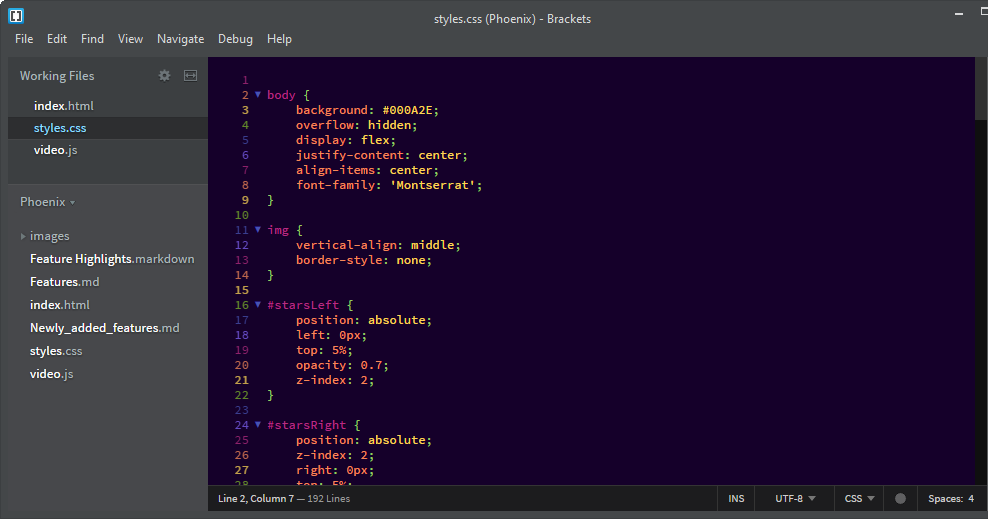 styles.css (Phoenix) - Brackets
File Edit Find View Navigate Debug Help
Working Files
index.html
styles.css
video.js
Phoenix
images
Feature Highlights.markdown
Features.md
index.html
Newly_added_features.md
styles.css
video.js
1
2 body {
3 background: #000A2E;
4 overflow: hidden;
5 display: flex;
6 justify-content: center;
7 align-items: center;
8 font-family: 'Montserrat';
9 }
10
11 img {
12 vertical-align: middle;
13 border-style: none;
14 }
15
16 #starsLeft {
17 position: absolute;
18 left: 0px;
19 top: 5%;
20 opacity: 0.7;
21 z-index: 2;
22 }
23
24 #starsRight {
25 position: absolute;
26 z-index: 2;
27 right: 0px;
28 top: 5%;
Line 2, Column 7 — 192 Lines INS UTF-8 CSS Spaces: 4